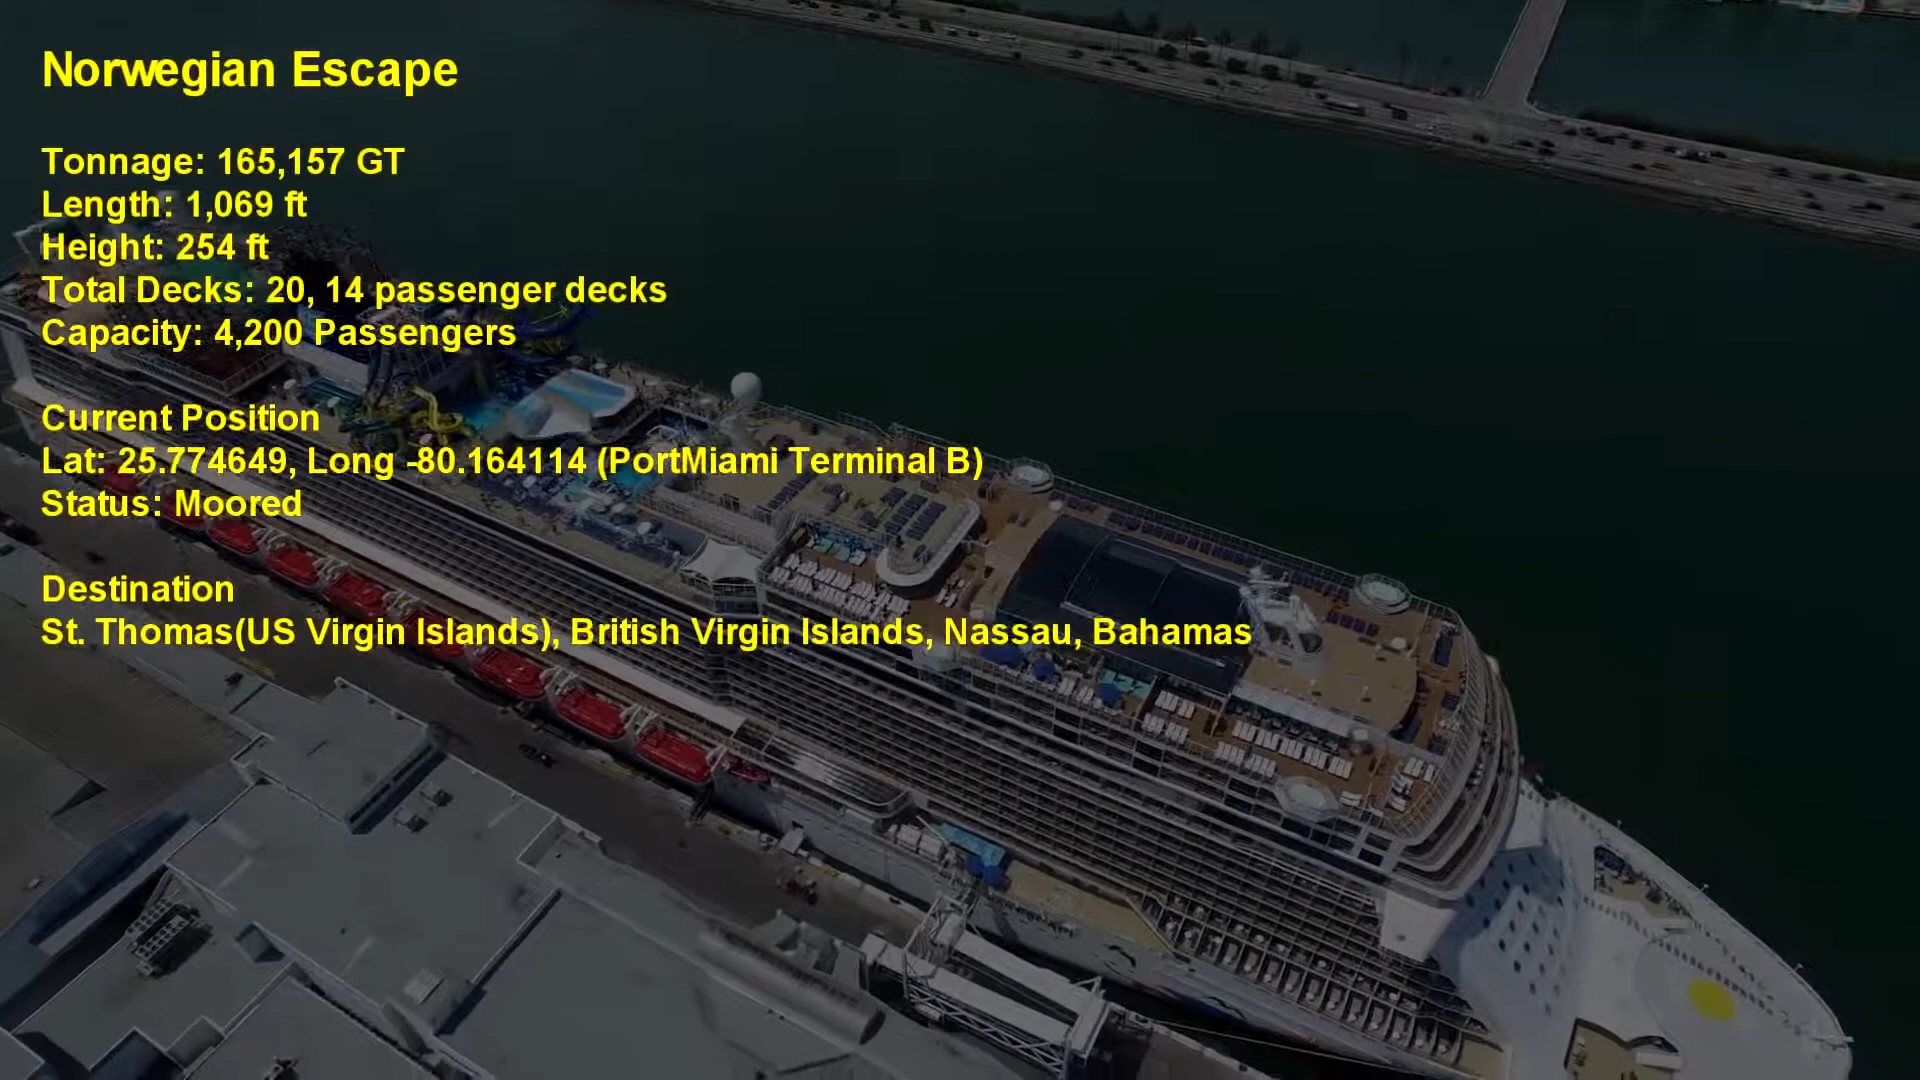 Norwegian Escape
Tonnage: 165,157 GT
Length: 1,069 ft
Height: 254 ft
Total Decks: 20, 14 passenger decks
Capacity: 4,200 Passengers
Current Position
Lat: 25.774649, Long -80.164114 (PortMiami Terminal B)
Status: Moored
Destination
St. Thomas(US Virgin Islands), British Virgin Islands, Nassau, Bahamas